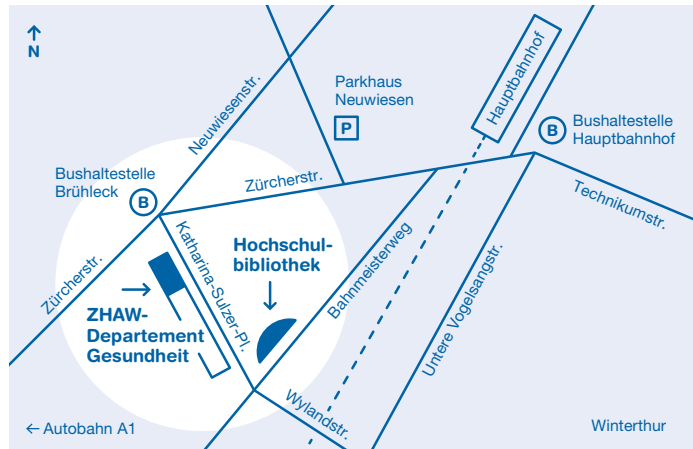 N
Neuwiesenstr.
Parkhaus
Neuwiesen
P
Hauptbahnhof
B
Bushaltestelle
Hauptbahnhof
Bushaltestelle
Brühleck
B
Zürcherstr.
Technikumstr.
Zürcherstr.
Katharina-Sulzer-Pl.
Hochschul-
bibliothek
Bahnmeisterweg
Untere Vogelsangstr.
ZHAW-
Departement
Gesundheit
Wylandstr.
← Autobahn A1
Winterthur